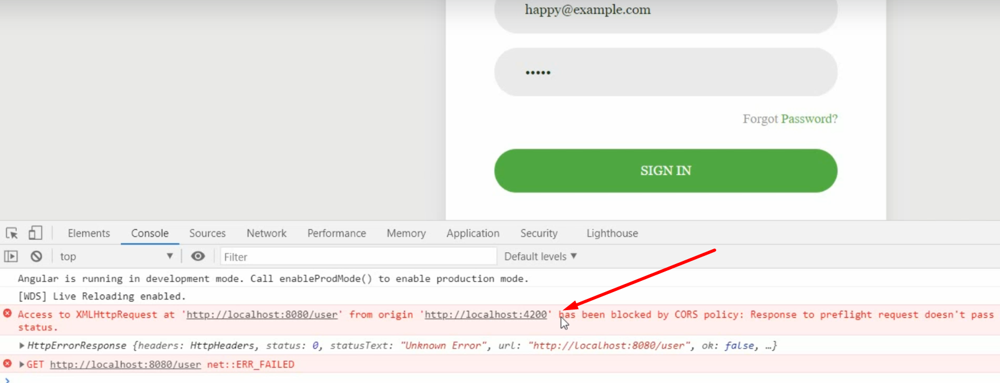 happy@example.com
•••••
Forgot Password?
SIGN IN
Elements Console Sources Network Performance Memory Application Security Lighthouse
top Filter Default levels
Angular is running in development mode. Call enableProdMode() to enable production mode.
[WDS] Live Reloading enabled.
Access to XMLHttpRequest at 'http://localhost:8080/user' from origin 'http://localhost:4200' has been blocked by CORS policy: Response to preflight request doesn't pass
status.
HttpErrorResponse {headers: HttpHeaders, status: 0, statusText: "Unknown Error", url: "http://localhost:8080/user", ok: false, …}
GET http://localhost:8080/user net::ERR_FAILED